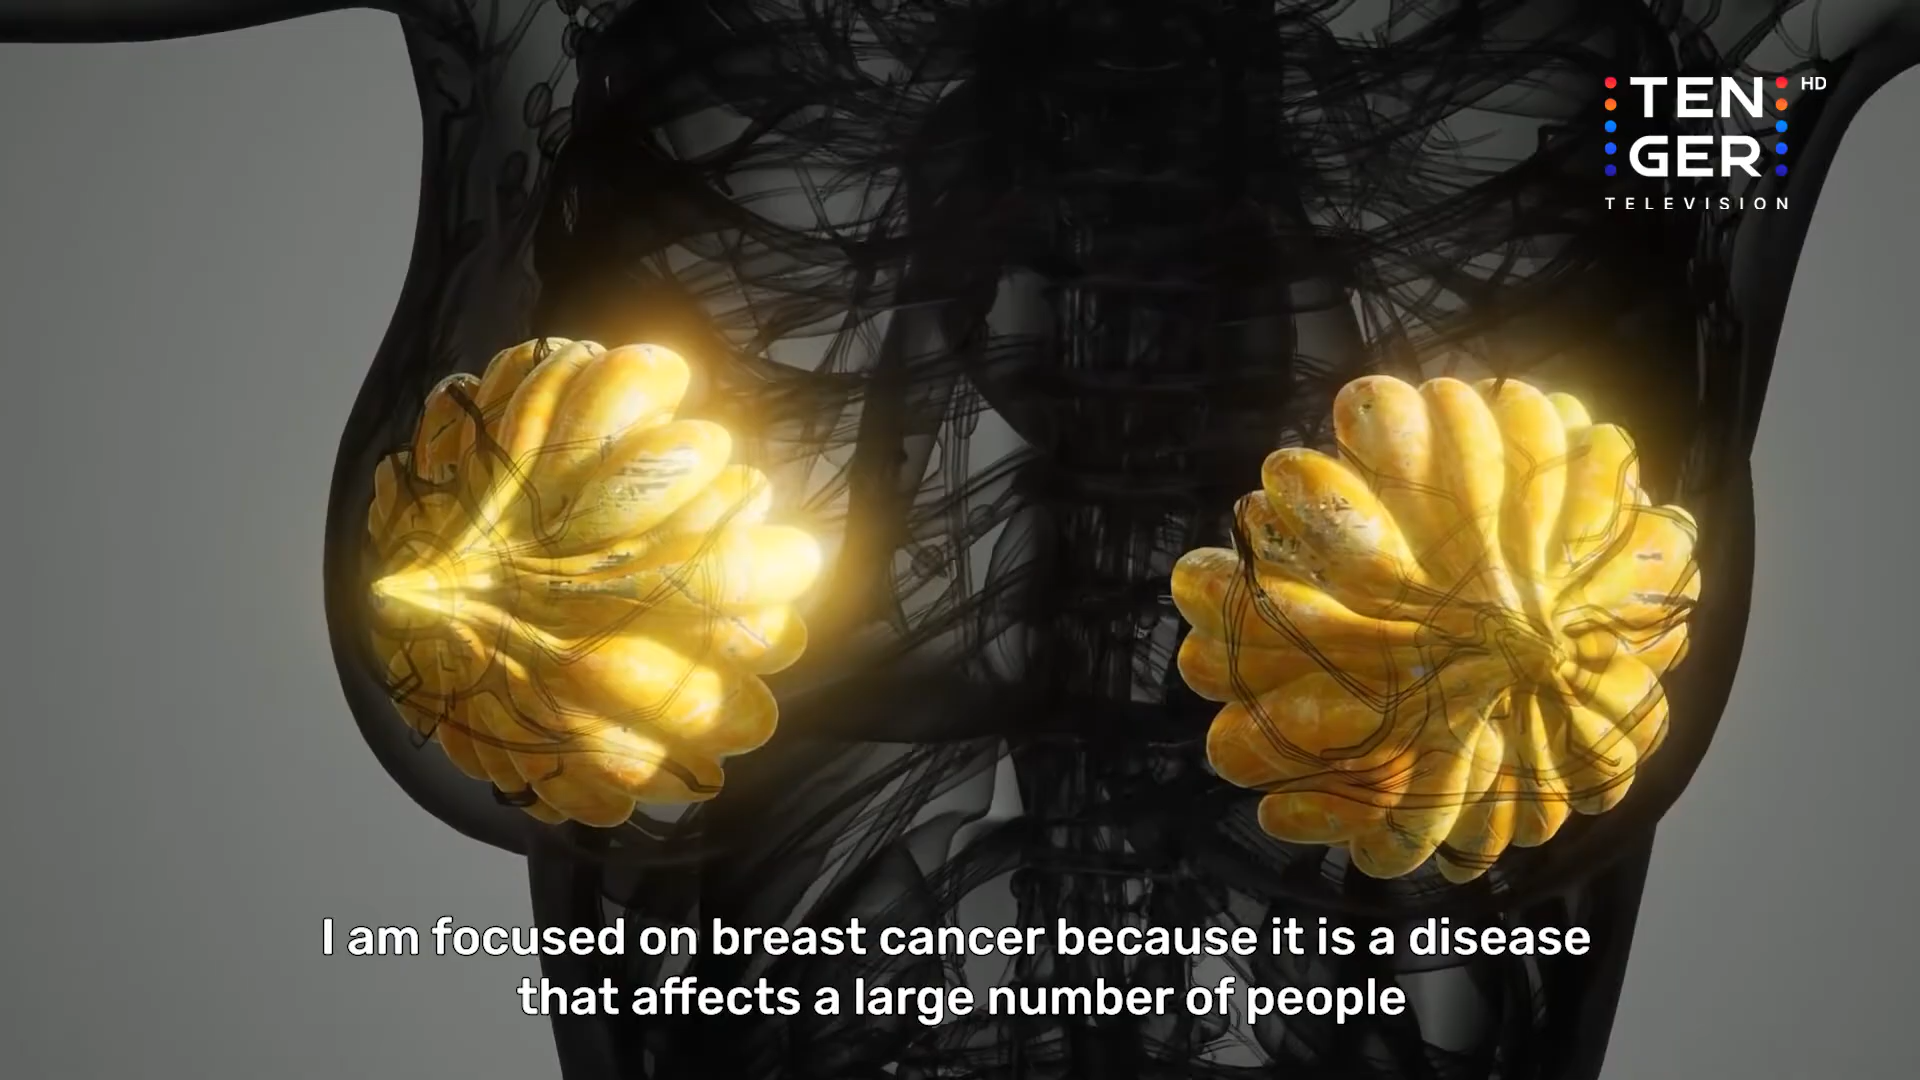 TEN
GER
HD
TELEVISION
I am focused on breast cancer because it is a disease
that affects a large number of people